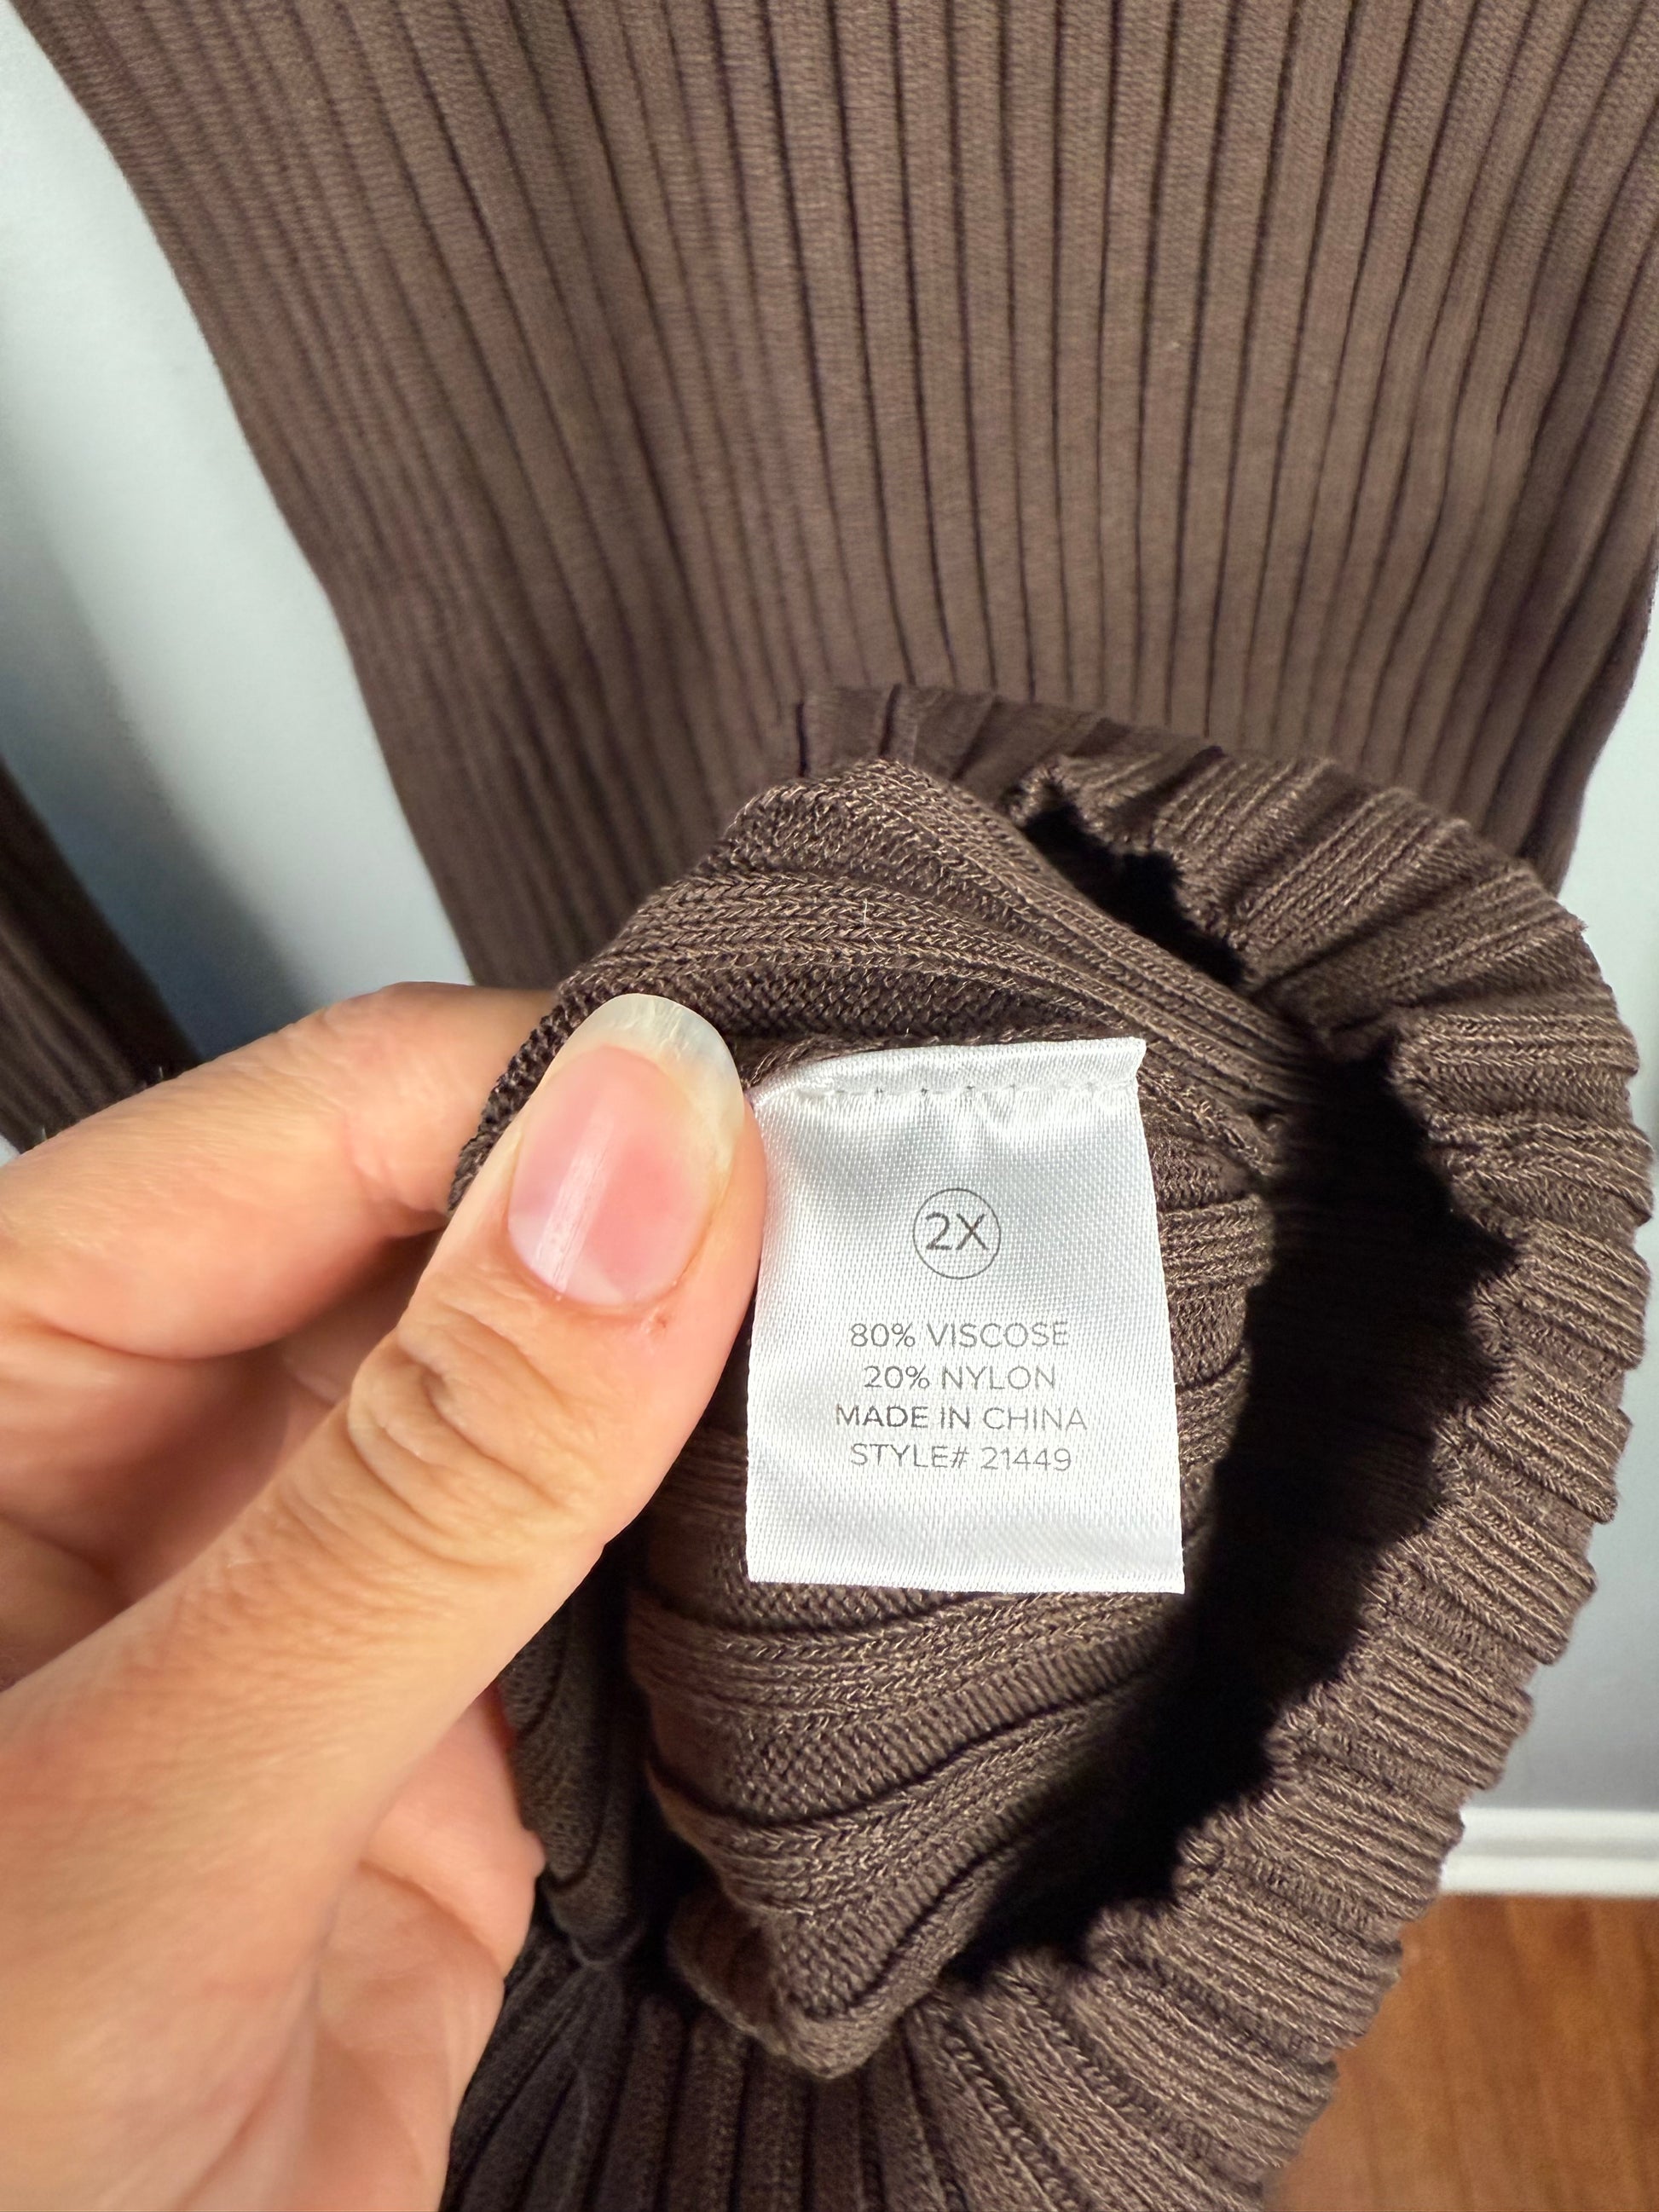 2X
80% VISCOSE
20% NYLON
MADE IN CHINA
STYLE# 21449